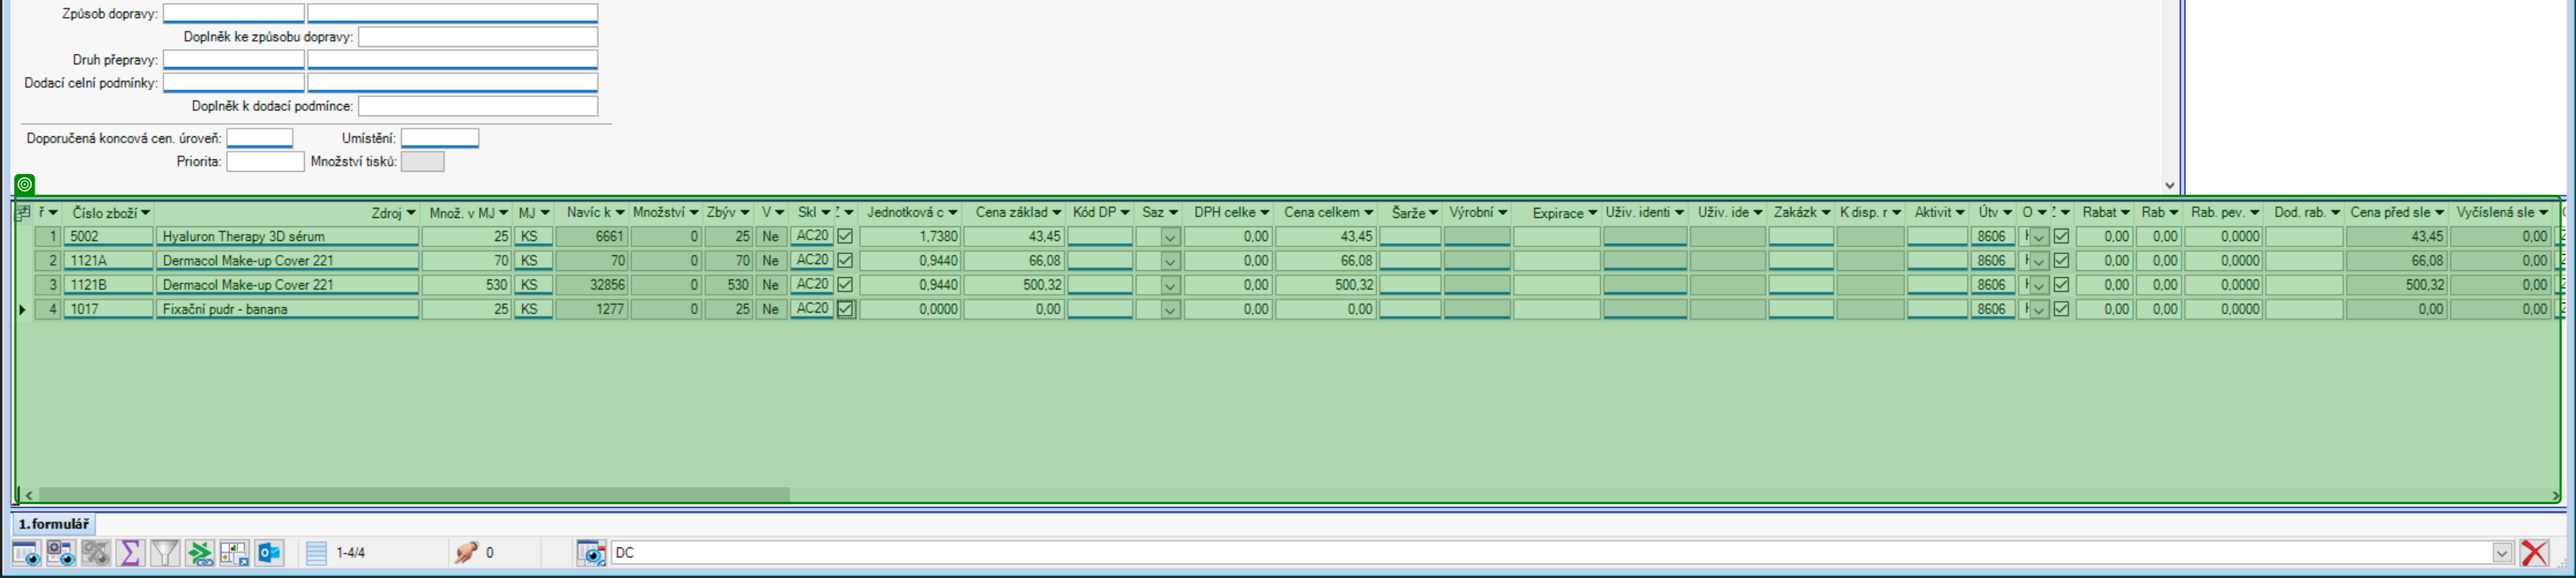 Způsob dopravy:
Doplněk ke způsobu dopravy:
Druh přepravy:
Dodací celní podmínky:
Doplněk k dodací podmínce:
Doporučená koncová cen. úroveň: Umístění:
Priorita: Množství tisků:
ř Číslo zboží Zdroj Množ. v MJ MJ Navíc k Množství Zbýv V Skl Jednotková c Cena základ Kód DP Saz DPH celke Cena celkem Šarže Výrobní Expirace Uživ. identi Uživ. ide Zakázk K disp. r Aktivit Útv O Rabat Rab Rab. pev. Dod. rab. Cena před sle Vyčíslená sle
1 5002 Hyaluron Therapy 3D sérum 25 KS 6661 0 25 Ne AC20 1,7380 43,45 0,00 43,45 8606 0,00 0,00 0,0000 43,45 0,00
2 1121A Dermacol Make-up Cover 221 70 KS 70 0 70 Ne AC20 0,9440 66,08 0,00 66,08 8606 0,00 0,00 0,0000 66,08 0,00
3 1121B Dermacol Make-up Cover 221 530 KS 32856 0 530 Ne AC20 0,9440 500,32 0,00 500,32 8606 0,00 0,00 0,0000 500,32 0,00
4 1017 Fixační pudr - banana 25 KS 1277 0 25 Ne AC20 0,0000 0,00 0,00 0,00 8606 0,00 0,00 0,0000 0,00 0,00
1.formulář
1-4/4 0 DC